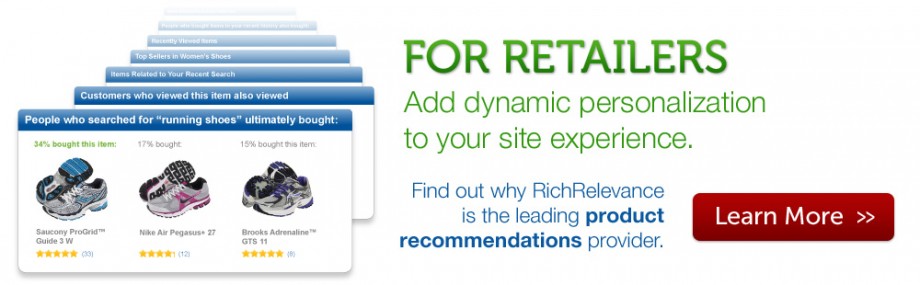 People who bought items in your recent history also bought:
Recently Viewed Items
Top Sellers in Women's Shoes
Items Related to Your Recent Search
Customers who viewed this item also viewed
People who searched for “running shoes” ultimately bought:
34% bought this item:
17% bought:
15% bought this item:
Saucony ProGrid™
Guide 3 W
(33)
Nike Air Pegasus+ 27
(12)
Brooks Adrenaline™
GTS 11
(8)
FOR RETAILERS
Add dynamic personalization
to your site experience.
Find out why RichRelevance
is the leading product
recommendations provider.
Learn More >>